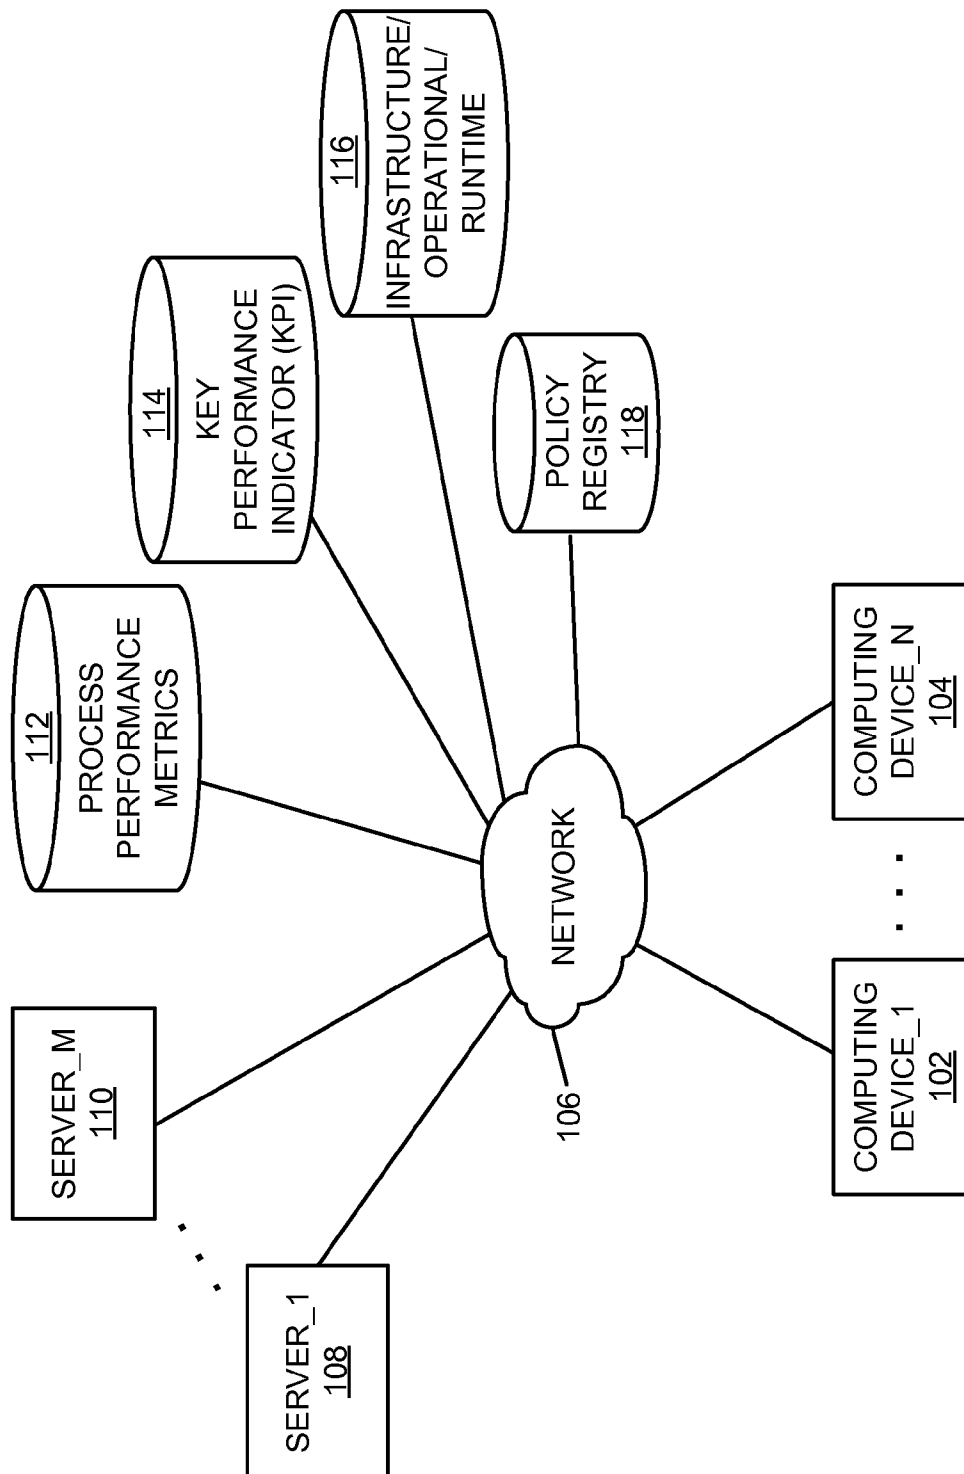 SERVER_1
108
SERVER_M
110
112
PROCESS
PERFORMANCE
METRICS
114
KEY
PERFORMANCE
INDICATOR (KPI)
116
INFRASTRUCTURE/
OPERATIONAL/
RUNTIME
POLICY
REGISTRY
118
NETWORK
106
COMPUTING
DEVICE_1
102
COMPUTING
DEVICE_N
104